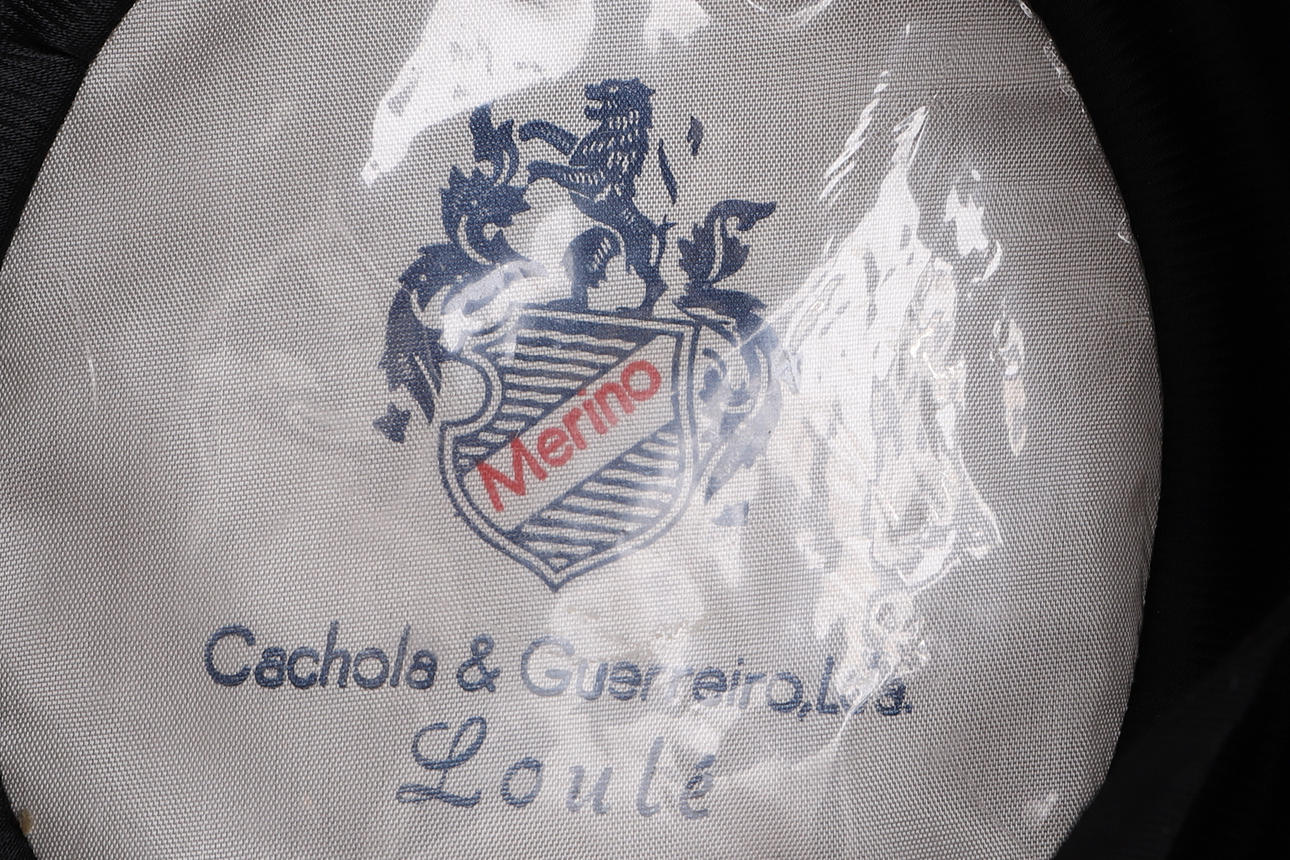 Merino
Cachola & Guerreiro, Lda.
Loulé